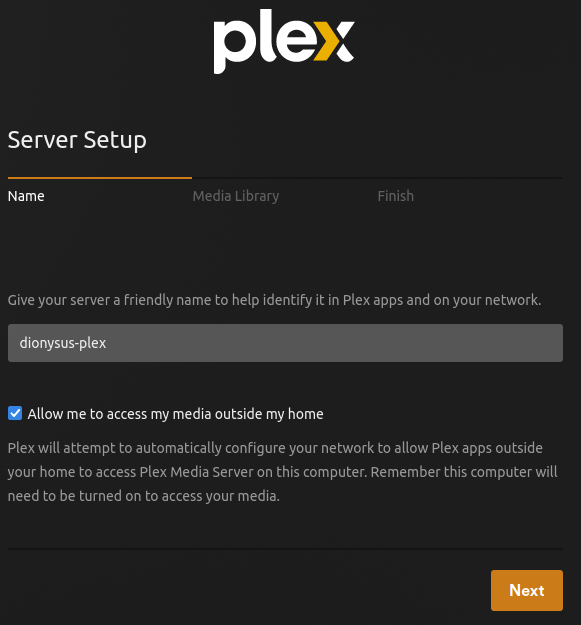 plex
Server Setup
Name
Media Library
Finish
Give your server a friendly name to help identify it in Plex apps and on your network.
dionysus-plex
Allow me to access my media outside my home
Plex will attempt to automatically configure your network to allow Plex apps outside
your home to access Plex Media Server on this computer. Remember this computer will
need to be turned on to access your media.
Next